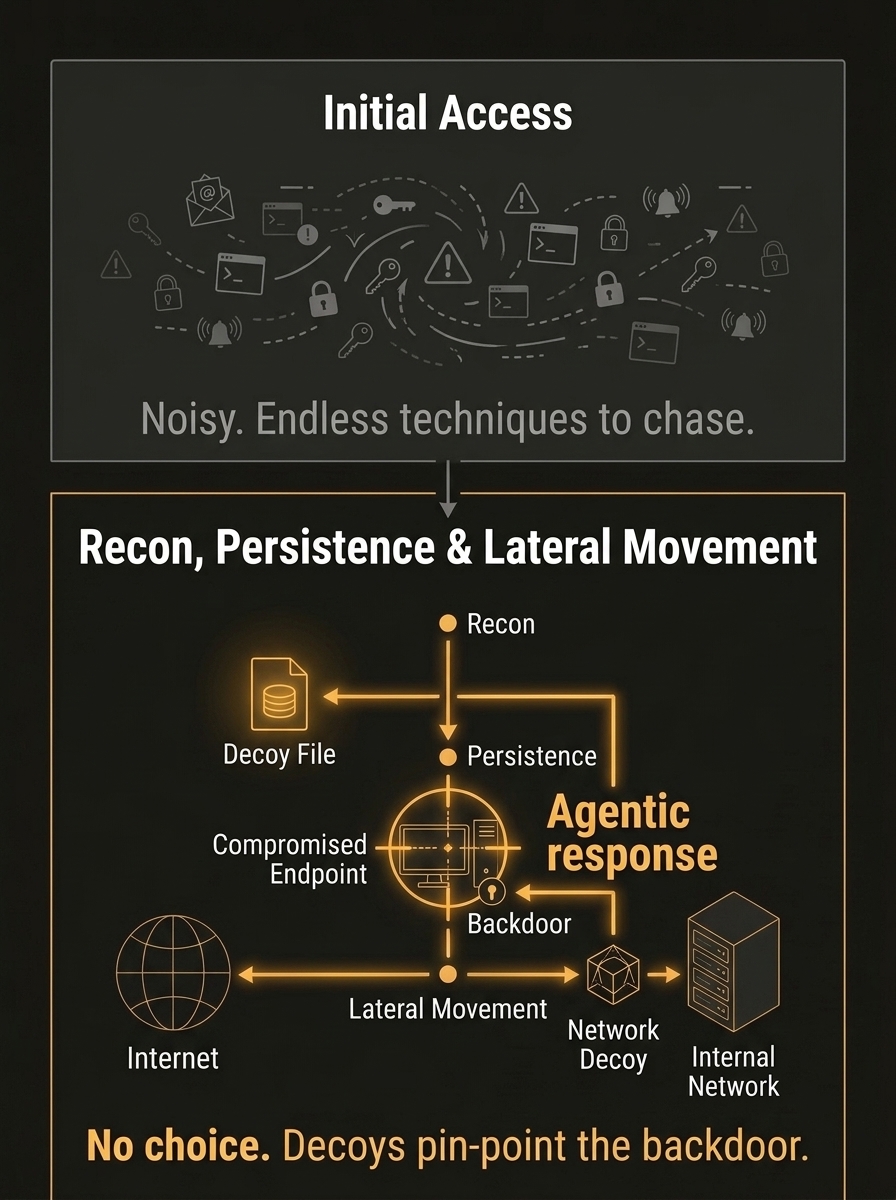 Initial Access
Noisy. Endless techniques to chase.
Recon, Persistence & Lateral Movement
Recon
Decoy File
Persistence
Agentic
response
Compromised
Endpoint
Backdoor
Lateral Movement
Internet
Network
Decoy
Internal
Network
No choice. Decoys pin-point the backdoor.